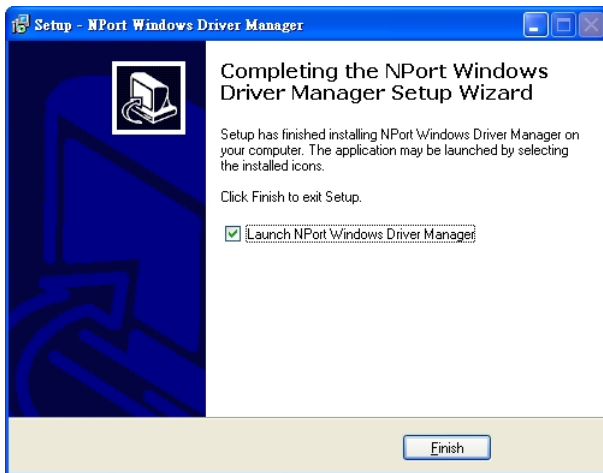 Setup - NPort Windows Driver Manager
Completing the NPort Windows
Driver Manager Setup Wizard
Setup has finished installing NPort Windows Driver Manager on
your computer. The application may be launched by selecting
the installed icons.
Click Finish to exit Setup.
Launch NPort Windows Driver Manager
Finish